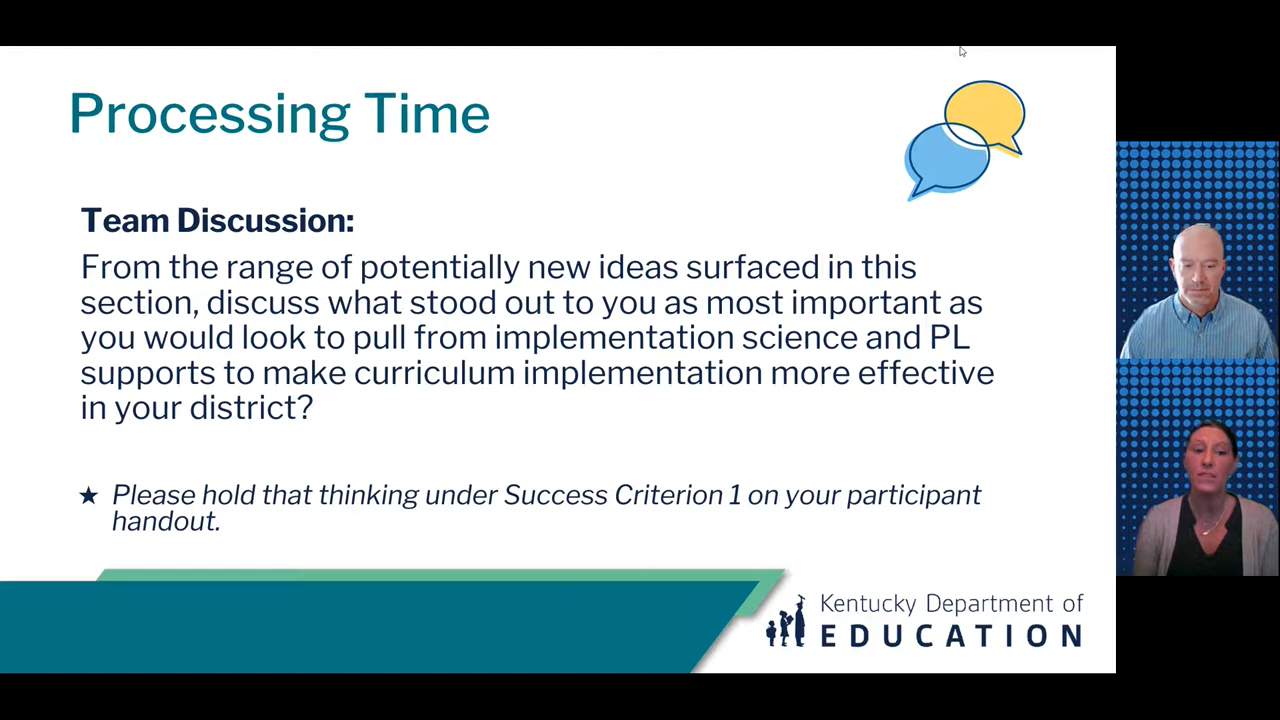 Processing Time
Team Discussion:
From the range of potentially new ideas surfaced in this
section, discuss what stood out to you as most important as
you would look to pull from implementation science and PL
supports to make curriculum implementation more effective
in your district?
★ Please hold that thinking under Success Criterion 1 on your participant
handout.
Kentucky Department of
EDUCATION